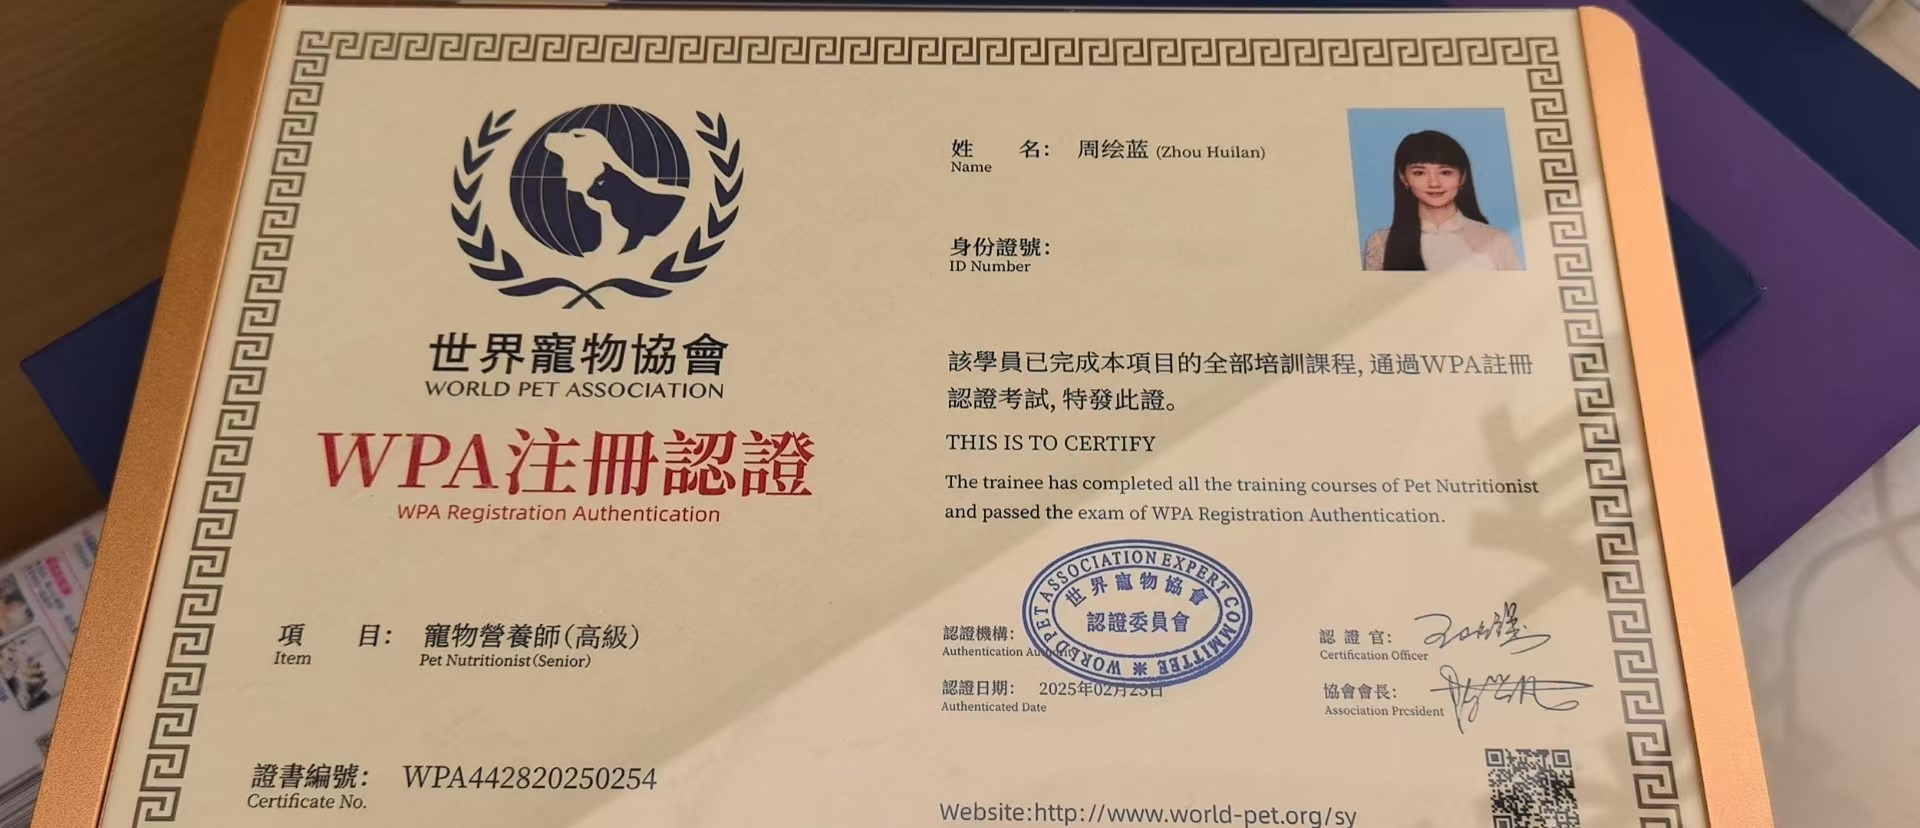 世界寵物協會
WORLD PET ASSOCIATION
WPA注冊認證
WPA Registration Authentication
項 目：寵物營養師（高級）
Item Pet Nutritionist(Senior)
證書編號：WPA442820250254
Certificate No.
姓 名：周绘蓝 (Zhou Huilan)
Name
身份證號：
ID Number
該學員已完成本項目的全部培訓課程, 通過WPA註冊
認證考試, 特發此證。
THIS IS TO CERTIFY
The trainee has completed all the training courses of Pet Nutritionist
and passed the exam of WPA Registration Authentication.
認證機構：
Authentication Authority
WORLD PET ASSOCIATION EXPERT COMMITTEE
世界寵物協會
認證委員會
認證日期： 2025年02月23日
Authenticated Date
認 證 官：
Certification Officer
協會會長：
Association Prcsident
Website:http://www.world-pet.org/sy